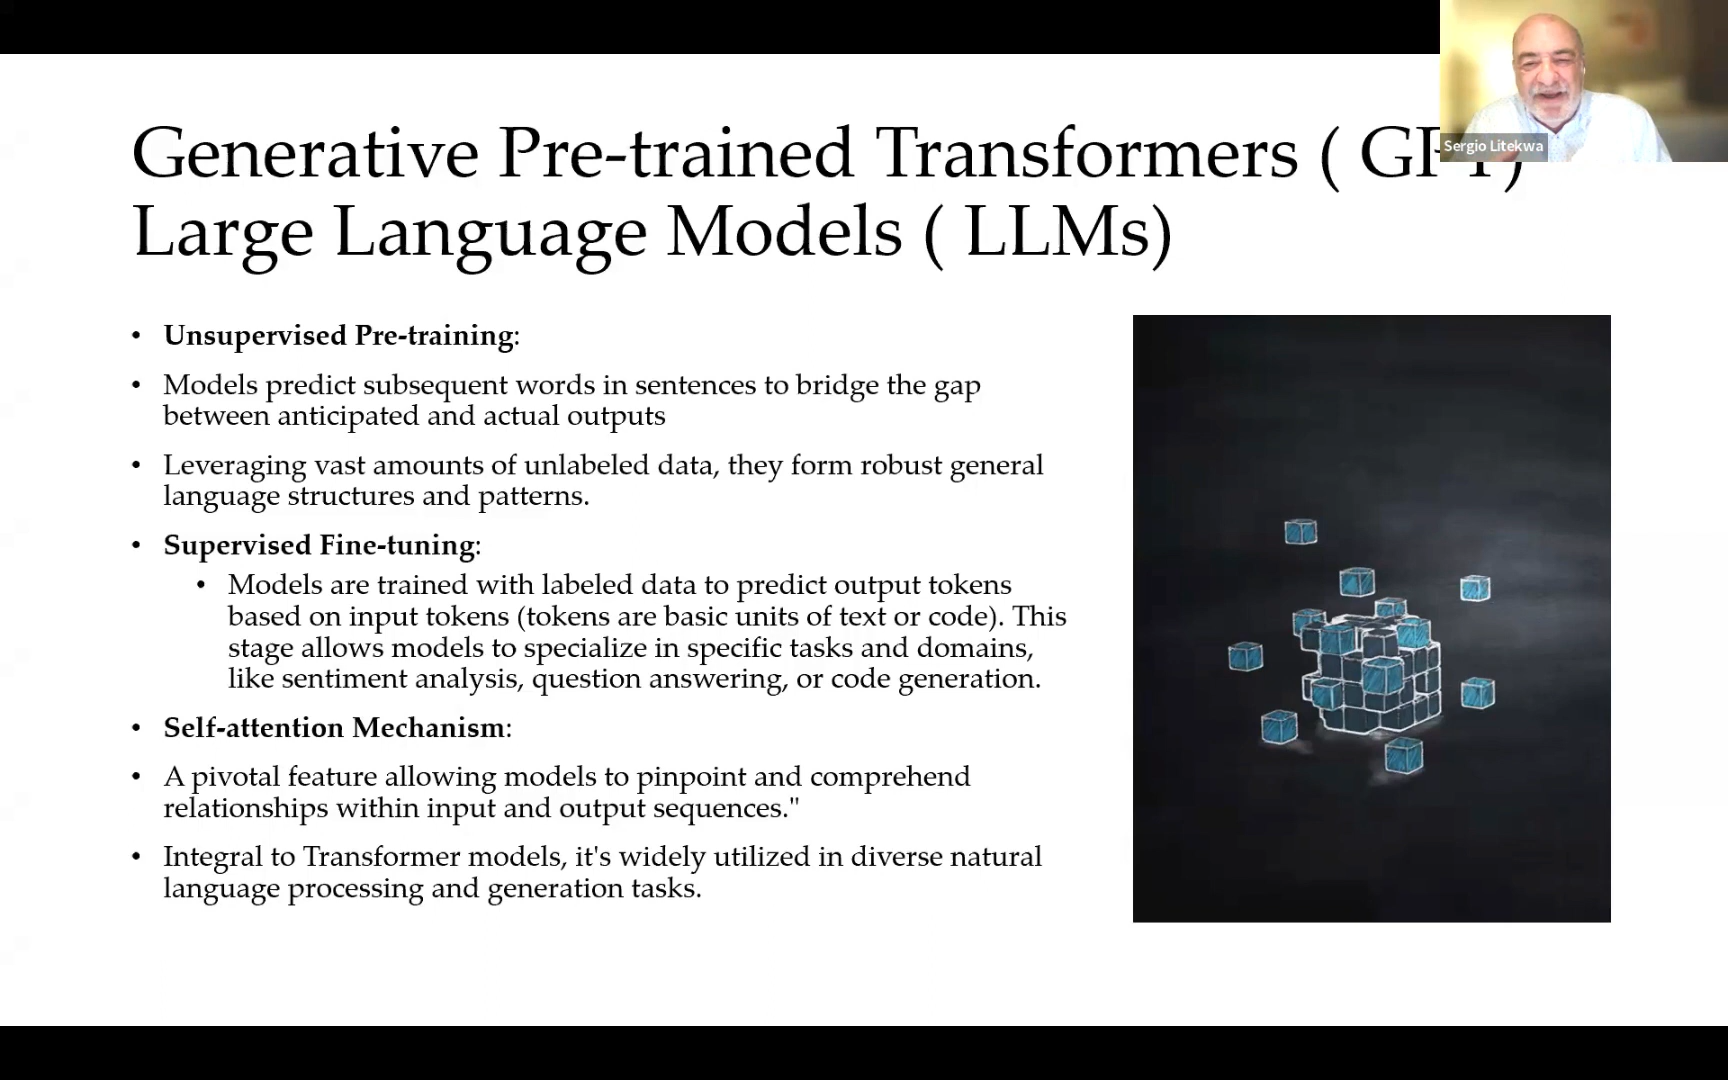 Generative Pre-trained Transformers ( GPT)
Large Language Models ( LLMs)
Sergio Litekwa
• Unsupervised Pre-training:
• Models predict subsequent words in sentences to bridge the gap
between anticipated and actual outputs
• Leveraging vast amounts of unlabeled data, they form robust general
language structures and patterns.
• Supervised Fine-tuning:
• Models are trained with labeled data to predict output tokens
based on input tokens (tokens are basic units of text or code). This
stage allows models to specialize in specific tasks and domains,
like sentiment analysis, question answering, or code generation.
• Self-attention Mechanism:
• A pivotal feature allowing models to pinpoint and comprehend
relationships within input and output sequences."
• Integral to Transformer models, it's widely utilized in diverse natural
language processing and generation tasks.